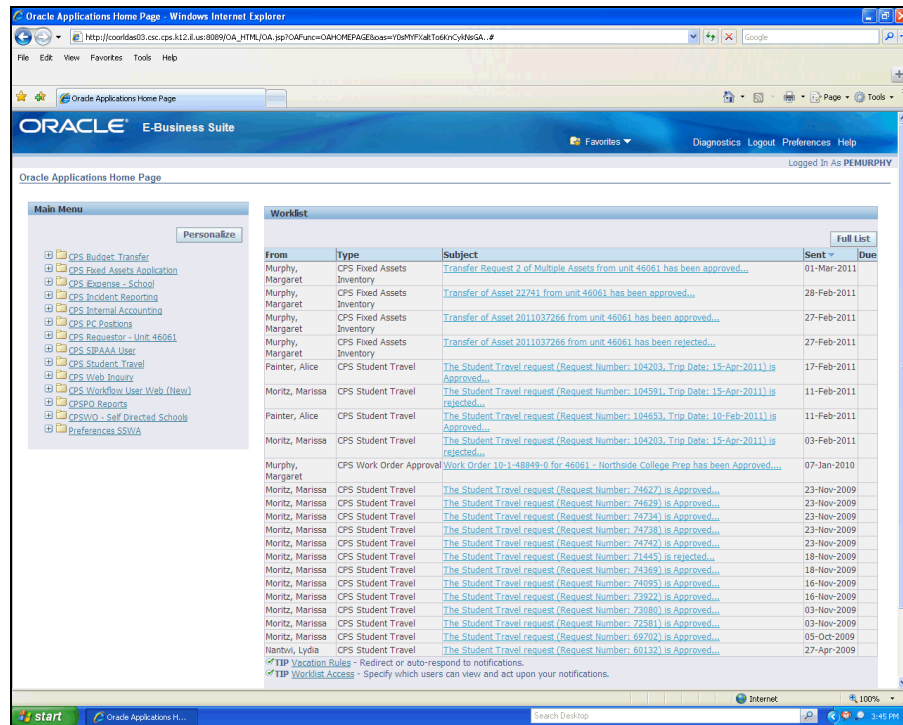 Oracle Applications Home Page - Windows Internet Explorer
http://coorldas03.csc.cps.k12.il.us:8089/OA_HTML/OA.jsp?OAFunc=OAHOMEPAGE&oas=Y0sMYFXaltTo6KnCykNsGA..#
Google
File Edit View Favorites Tools Help
Oracle Applications Home Page
Page Tools
ORACLE® E-Business Suite
Favorites
Diagnostics Logout Preferences Help
Logged In As PEMURPHY
Oracle Applications Home Page
Main Menu
Personalize
CPS Budget Transfer
CPS Fixed Assets Application
CPS iExpense - School
CPS Incident Reporting
CPS Internal Accounting
CPS PC Positions
CPS Requestor - Unit 46061
CPS SIPAAA User
CPS Student Travel
CPS Web Inquiry
CPS Workflow User Web (New)
CPSPO Reports
CPSWO - Self Directed Schools
Preferences SSWA
Worklist
Full List
From Type Subject Sent Due
Murphy, Margaret CPS Fixed Assets Inventory Transfer Request 2 of Multiple Assets from unit 46061 has been approved... 01-Mar-2011
Murphy, Margaret CPS Fixed Assets Inventory Transfer of Asset 22741 from unit 46061 has been approved... 28-Feb-2011
Murphy, Margaret CPS Fixed Assets Inventory Transfer of Asset 2011037266 from unit 46061 has been approved... 27-Feb-2011
Murphy, Margaret CPS Fixed Assets Inventory Transfer of Asset 2011037266 from unit 46061 has been rejected... 27-Feb-2011
Painter, Alice CPS Student Travel The Student Travel request (Request Number: 104203, Trip Date: 15-Apr-2011) is Approved... 17-Feb-2011
Moritz, Marissa CPS Student Travel The Student Travel request (Request Number: 104591, Trip Date: 15-Apr-2011) is rejected... 11-Feb-2011
Painter, Alice CPS Student Travel The Student Travel request (Request Number: 104653, Trip Date: 10-Feb-2011) is Approved... 11-Feb-2011
Moritz, Marissa CPS Student Travel The Student Travel request (Request Number: 104203, Trip Date: 15-Apr-2011) is rejected... 03-Feb-2011
Murphy, Margaret CPS Work Order Approval Work Order 10-1-48849-0 for 46061 - Northside College Prep has been Approved.... 07-Jan-2010
Moritz, Marissa CPS Student Travel The Student Travel request (Request Number: 74627) is Approved... 23-Nov-2009
Moritz, Marissa CPS Student Travel The Student Travel request (Request Number: 74629) is Approved... 23-Nov-2009
Moritz, Marissa CPS Student Travel The Student Travel request (Request Number: 74734) is Approved... 23-Nov-2009
Moritz, Marissa CPS Student Travel The Student Travel request (Request Number: 74738) is Approved... 23-Nov-2009
Moritz, Marissa CPS Student Travel The Student Travel request (Request Number: 74742) is Approved... 23-Nov-2009
Moritz, Marissa CPS Student Travel The Student Travel request (Request Number: 71445) is rejected... 18-Nov-2009
Moritz, Marissa CPS Student Travel The Student Travel request (Request Number: 74369) is Approved... 18-Nov-2009
Moritz, Marissa CPS Student Travel The Student Travel request (Request Number: 74095) is Approved... 16-Nov-2009
Moritz, Marissa CPS Student Travel The Student Travel request (Request Number: 73922) is Approved... 16-Nov-2009
Moritz, Marissa CPS Student Travel The Student Travel request (Request Number: 73080) is Approved... 03-Nov-2009
Moritz, Marissa CPS Student Travel The Student Travel request (Request Number: 72581) is Approved... 03-Nov-2009
Moritz, Marissa CPS Student Travel The Student Travel request (Request Number: 69702) is Approved... 05-Oct-2009
Nantwi, Lydia CPS Student Travel The Student Travel request (Request Number: 60132) is Approved... 27-Apr-2009
TIP Vacation Rules - Redirect or auto-respond to notifications.
TIP Worklist Access - Specify which users can view and act upon your notifications.
Internet 100%
start Oracle Applications H... Search Desktop 3:45 PM